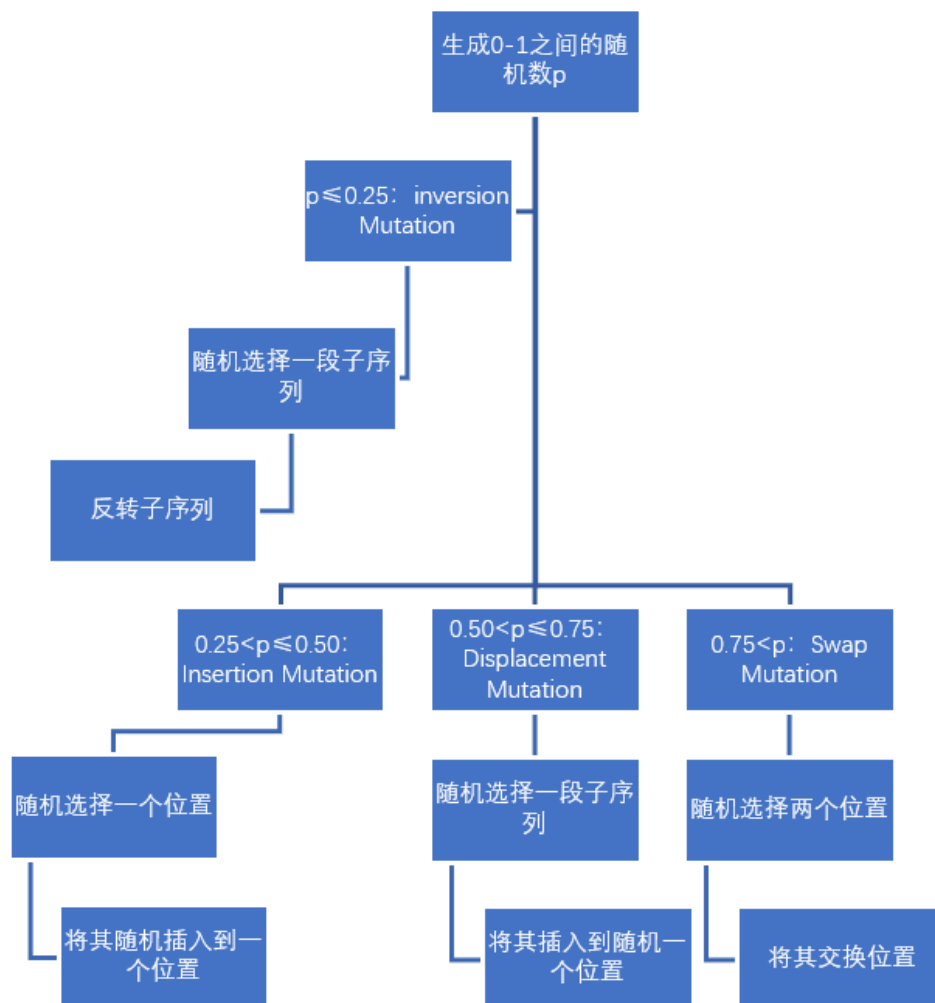 生成0-1之间的随
机数p
p≤0.25：inversion
Mutation
随机选择一段子序
列
反转子序列
0.25<p≤0.50：
Insertion Mutation
0.50<p≤0.75：
Displacement
Mutation
0.75<p：Swap
Mutation
随机选择一个位置
随机选择一段子序
列
随机选择两个位置
将其随机插入到一
个位置
将其插入到随机一
个位置
将其交换位置